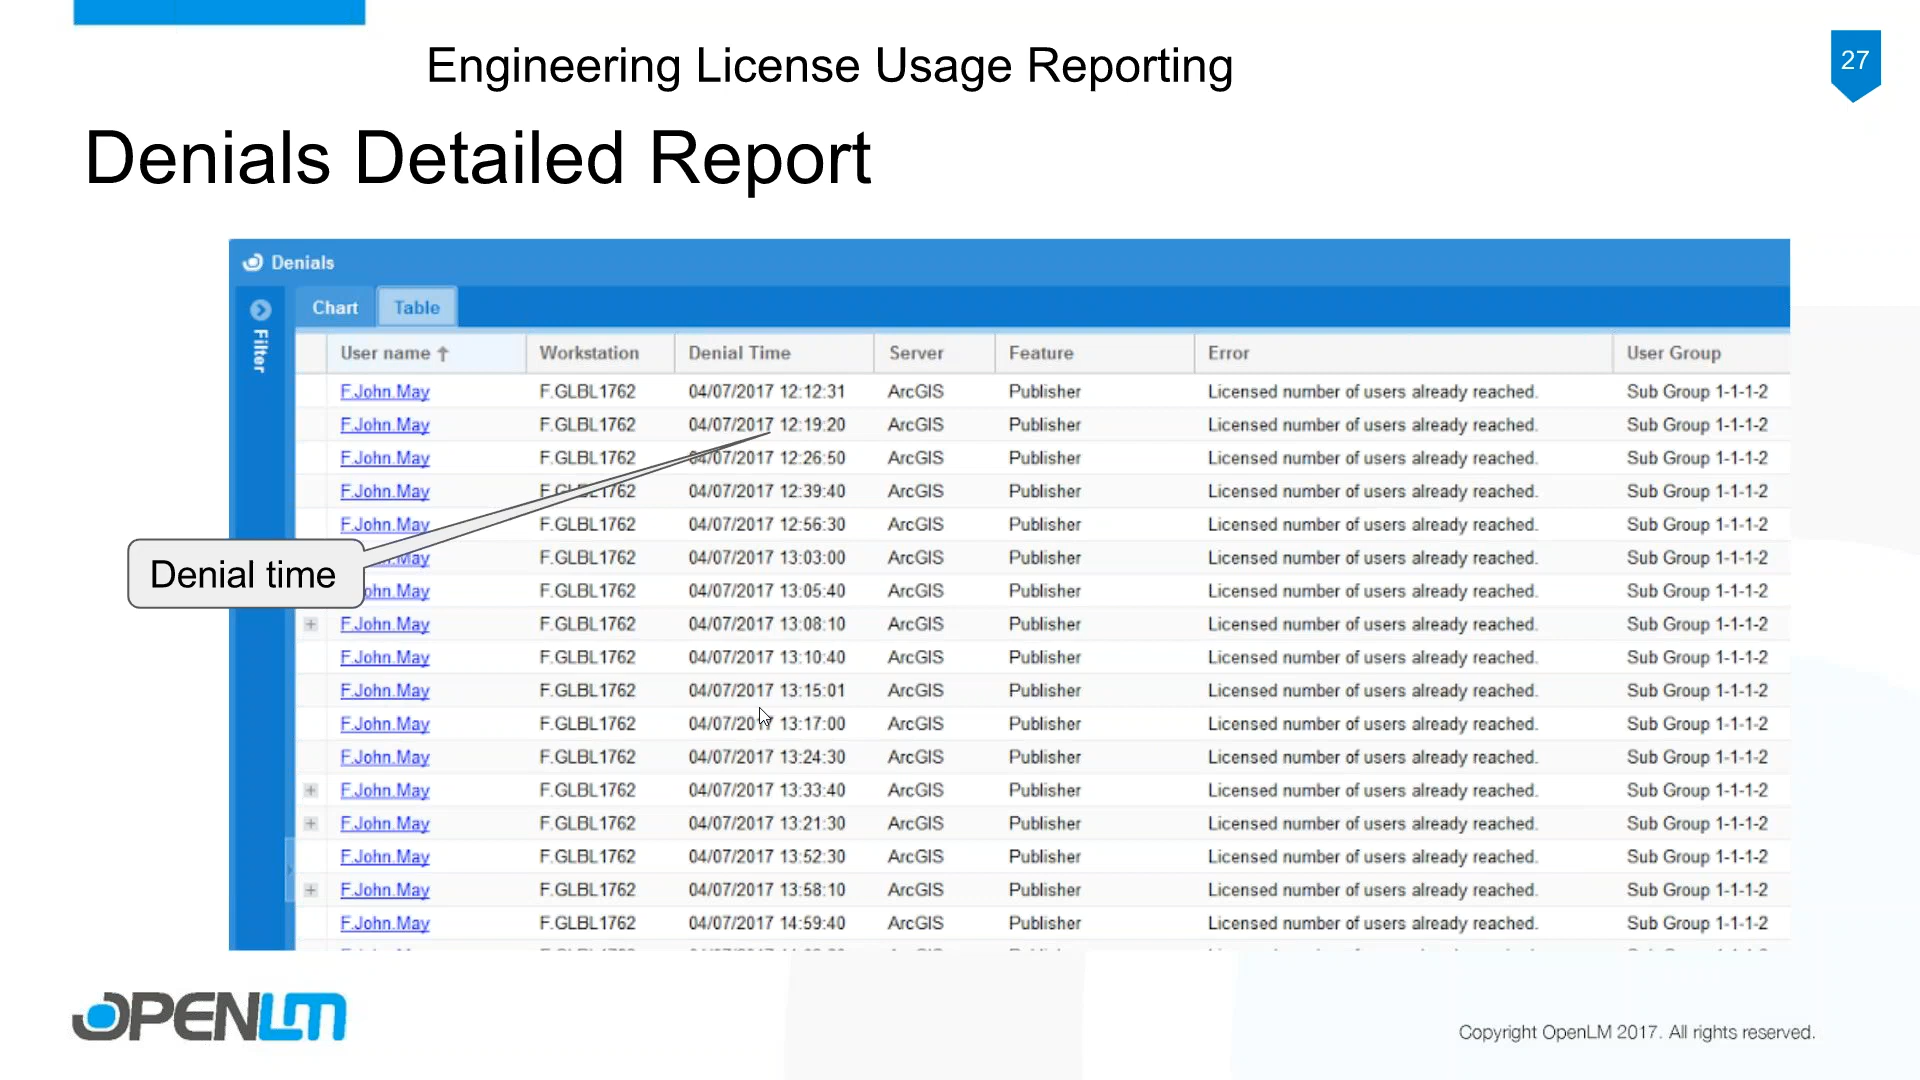 Engineering License Usage Reporting
27
Denials Detailed Report
Denials
Chart Table
Filter
User name Workstation Denial Time Server Feature Error User Group
F.John.May F.GLBL1762 04/07/2017 12:12:31 ArcGIS Publisher Licensed number of users already reached. Sub Group 1-1-1-2
F.John.May F.GLBL1762 04/07/2017 12:19:20 ArcGIS Publisher Licensed number of users already reached. Sub Group 1-1-1-2
F.John.May F.GLBL1762 04/07/2017 12:26:50 ArcGIS Publisher Licensed number of users already reached. Sub Group 1-1-1-2
F.John.May F.GLBL1762 04/07/2017 12:39:40 ArcGIS Publisher Licensed number of users already reached. Sub Group 1-1-1-2
F.John.May 04/07/2017 12:56:30 F.GLBL1762 ArcGIS Publisher Licensed number of users already reached. Sub Group 1-1-1-2
May F.GLBL1762 04/07/2017 13:03:00 ArcGIS Publisher Licensed number of users already reached. Sub Group 1-1-1-2
Denial time
ohn.May F.GLBL1762 04/07/2017 13:05:40 ArcGIS Publisher Licensed number of users already reached. Sub Group 1-1-1-2
F.John.May F.GLBL1762 04/07/2017 13:08:10 ArcGIS Publisher Licensed number of users already reached. Sub Group 1-1-1-2
F.John.May F.GLBL1762 04/07/2017 13:10:40 ArcGIS Publisher Licensed number of users already reached. Sub Group 1-1-1-2
F.John.May F.GLBL1762 04/07/2017 13:15:01 ArcGIS Publisher Licensed number of users already reached. Sub Group 1-1-1-2
F.John.May F.GLBL1762 04/07/2017 13:17:00 ArcGIS Publisher Licensed number of users already reached. Sub Group 1-1-1-2
F.John.May F.GLBL1762 04/07/2017 13:24:30 ArcGIS Publisher Licensed number of users already reached. Sub Group 1-1-1-2
F.John.May F.GLBL1762 04/07/2017 13:33:40 ArcGIS Publisher Licensed number of users already reached. Sub Group 1-1-1-2
F.John.May F.GLBL1762 04/07/2017 13:21:30 ArcGIS Publisher Licensed number of users already reached. Sub Group 1-1-1-2
F.John.May F.GLBL1762 04/07/2017 13:52:30 ArcGIS Publisher Licensed number of users already reached. Sub Group 1-1-1-2
F.John.May F.GLBL1762 04/07/2017 13:58:10 ArcGIS Publisher Licensed number of users already reached. Sub Group 1-1-1-2
F.John.May F.GLBL1762 04/07/2017 14:59:40 ArcGIS Publisher Licensed number of users already reached. Sub Group 1-1-1-2
OPENLM
Copyright OpenLM 2017. All rights reserved.